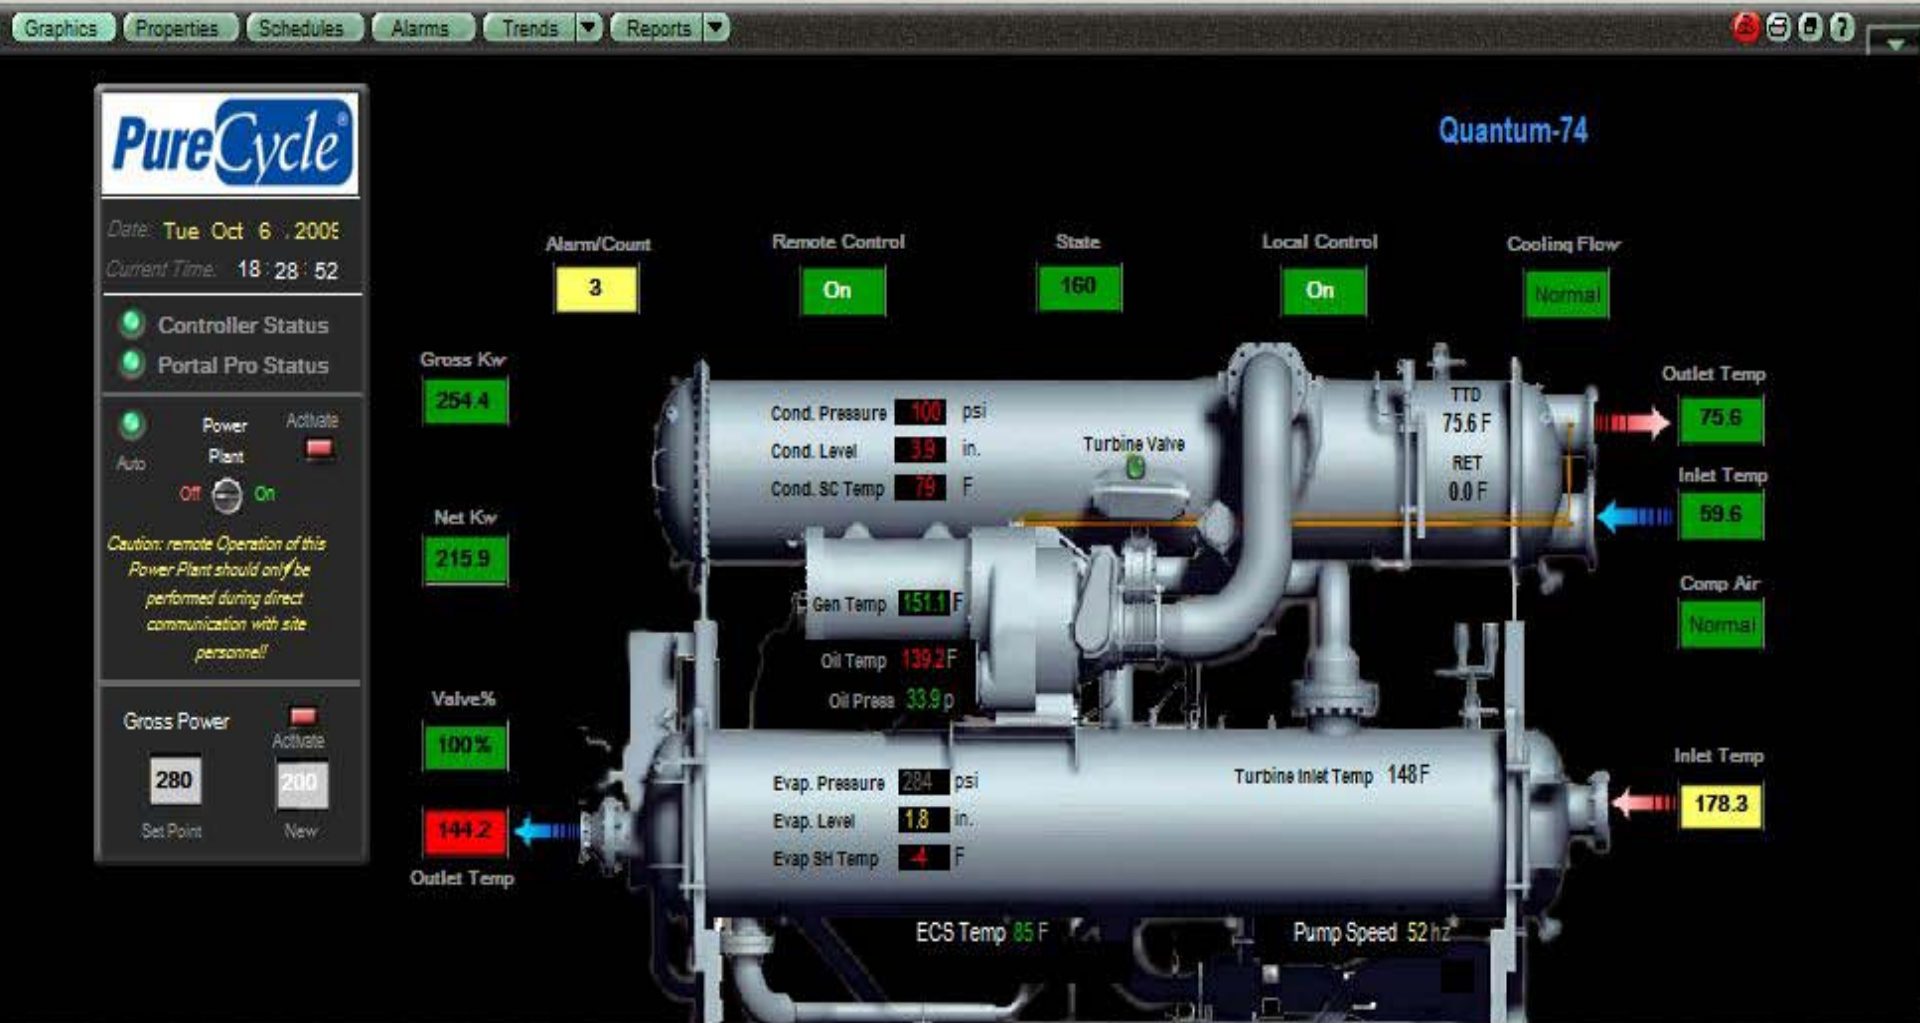 Graphics Properties Schedules Alarms Trends Reports
PureCycle®
Quantum-74
Date: Tue Oct 6 , 2009
Current Time: 18 : 28 : 52
Controller Status
Portal Pro Status
Auto
Power
Plant
Activate
Off On
Caution: remote Operation of this
Power Plant should only be
performed during direct
communication with site
personnel!
Gross Power
Activate
280 200
Set Point New
Alarm/Count
3
Remote Control
On
State
160
Local Control
On
Cooling Flow
Normal
Gross Kw
254.4
Net Kw
215.9
Valve%
100%
144.2
Outlet Temp
Cond. Pressure 100 psi
Cond. Level 3.9 in.
Cond. SC Temp 79 F
Turbine Valve
TTD
75.6 F
RET
0.0 F
Outlet Temp
75.6
Inlet Temp
59.6
Comp Air
Normal
Gen Temp 151.1 F
Oil Temp 139.2 F
Oil Press 33.9 p
Evap. Pressure 284 psi
Evap. Level 1.8 in.
Evap SH Temp -4 F
Turbine Inlet Temp 148 F
Inlet Temp
178.3
ECS Temp 85 F
Pump Speed 52 hz